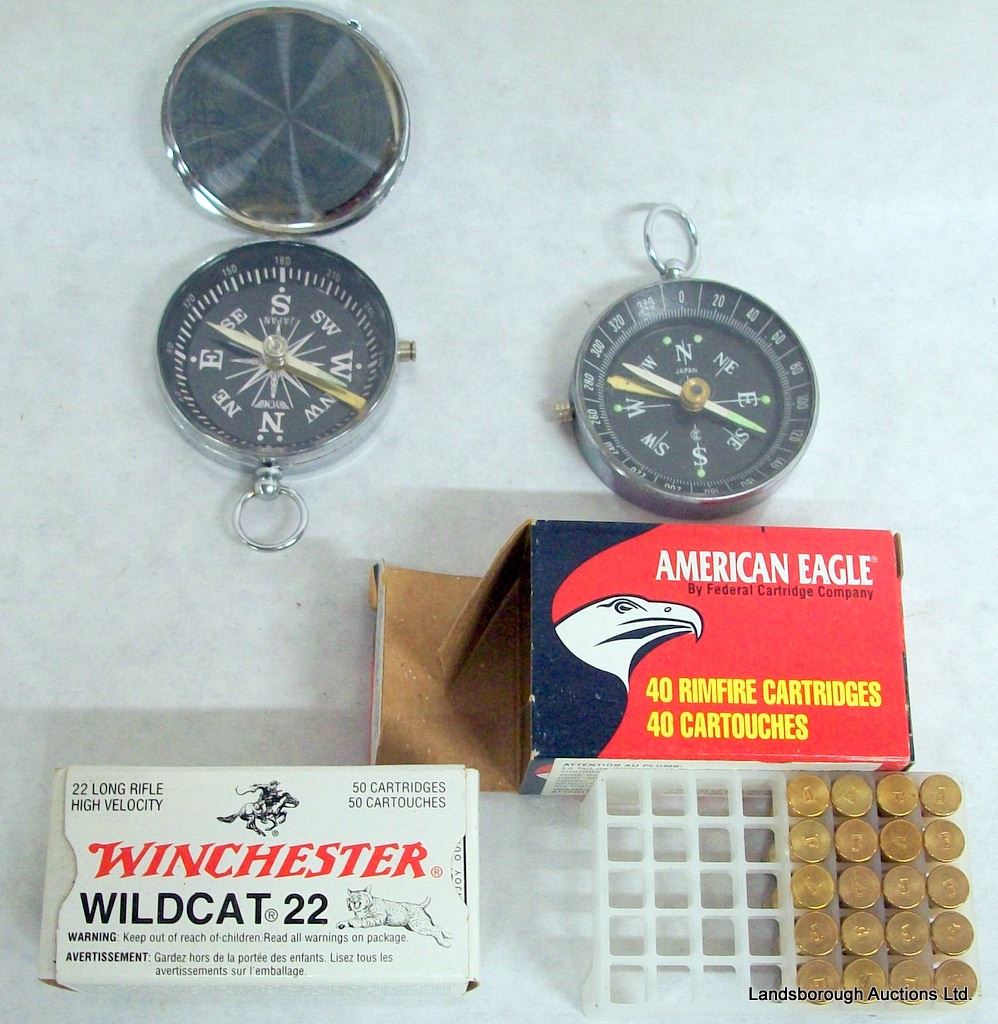 150 180 210
S
SE SW
JAPAN
E W
NE NW
N
340 0 20
320 40
300 60
280 80
260 100
120
N
W NE
JAPAN
W E
SW SE
S
AMERICAN EAGLE®
By Federal Cartridge Company
40 RIMFIRE CARTRIDGES
40 CARTOUCHES
ATTENTION AU PLOMB:
22 LONG RIFLE
HIGH VELOCITY
50 CARTRIDGES
50 CARTOUCHES
WINCHESTER®
WILDCAT® 22
WARNING: Keep out of reach of children. Read all warnings on package.
AVERTISSEMENT: Gardez hors de la portée des enfants. Lisez tous les
avertissements sur l'emballage.
Landsborough Auctions Ltd.